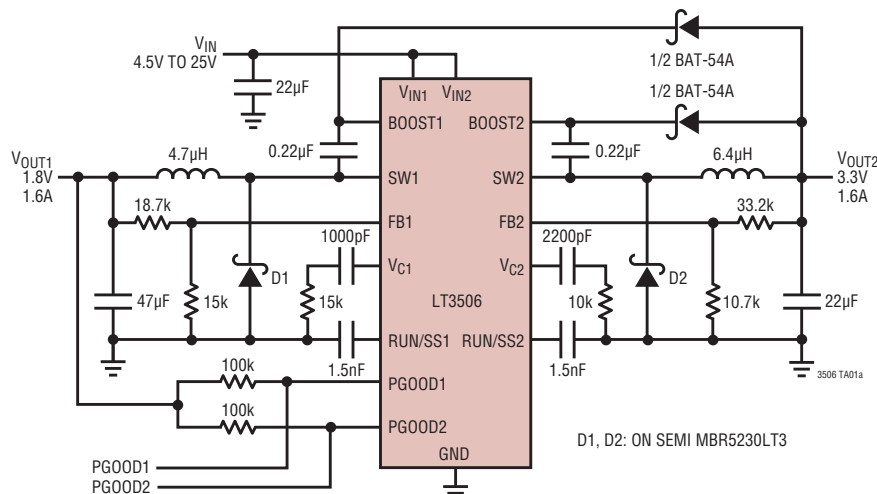 V_IN
4.5V TO 25V
22µF
V_IN1 V_IN2
1/2 BAT-54A
1/2 BAT-54A
BOOST1 BOOST2
0.22µF 0.22µF
4.7µH 6.4µH
V_OUT1
1.8V
1.6A
V_OUT2
3.3V
1.6A
SW1 SW2
18.7k 33.2k
FB1 FB2
1000pF 2200pF
V_C1 V_C2
D1 D2
LT3506
47µF 15k 15k 10k 10.7k 22µF
RUN/SS1 RUN/SS2
1.5nF 1.5nF
3506 TA01a
100k
PGOOD1
100k
PGOOD2
D1, D2: ON SEMI MBR5230LT3
GND
PGOOD1
PGOOD2